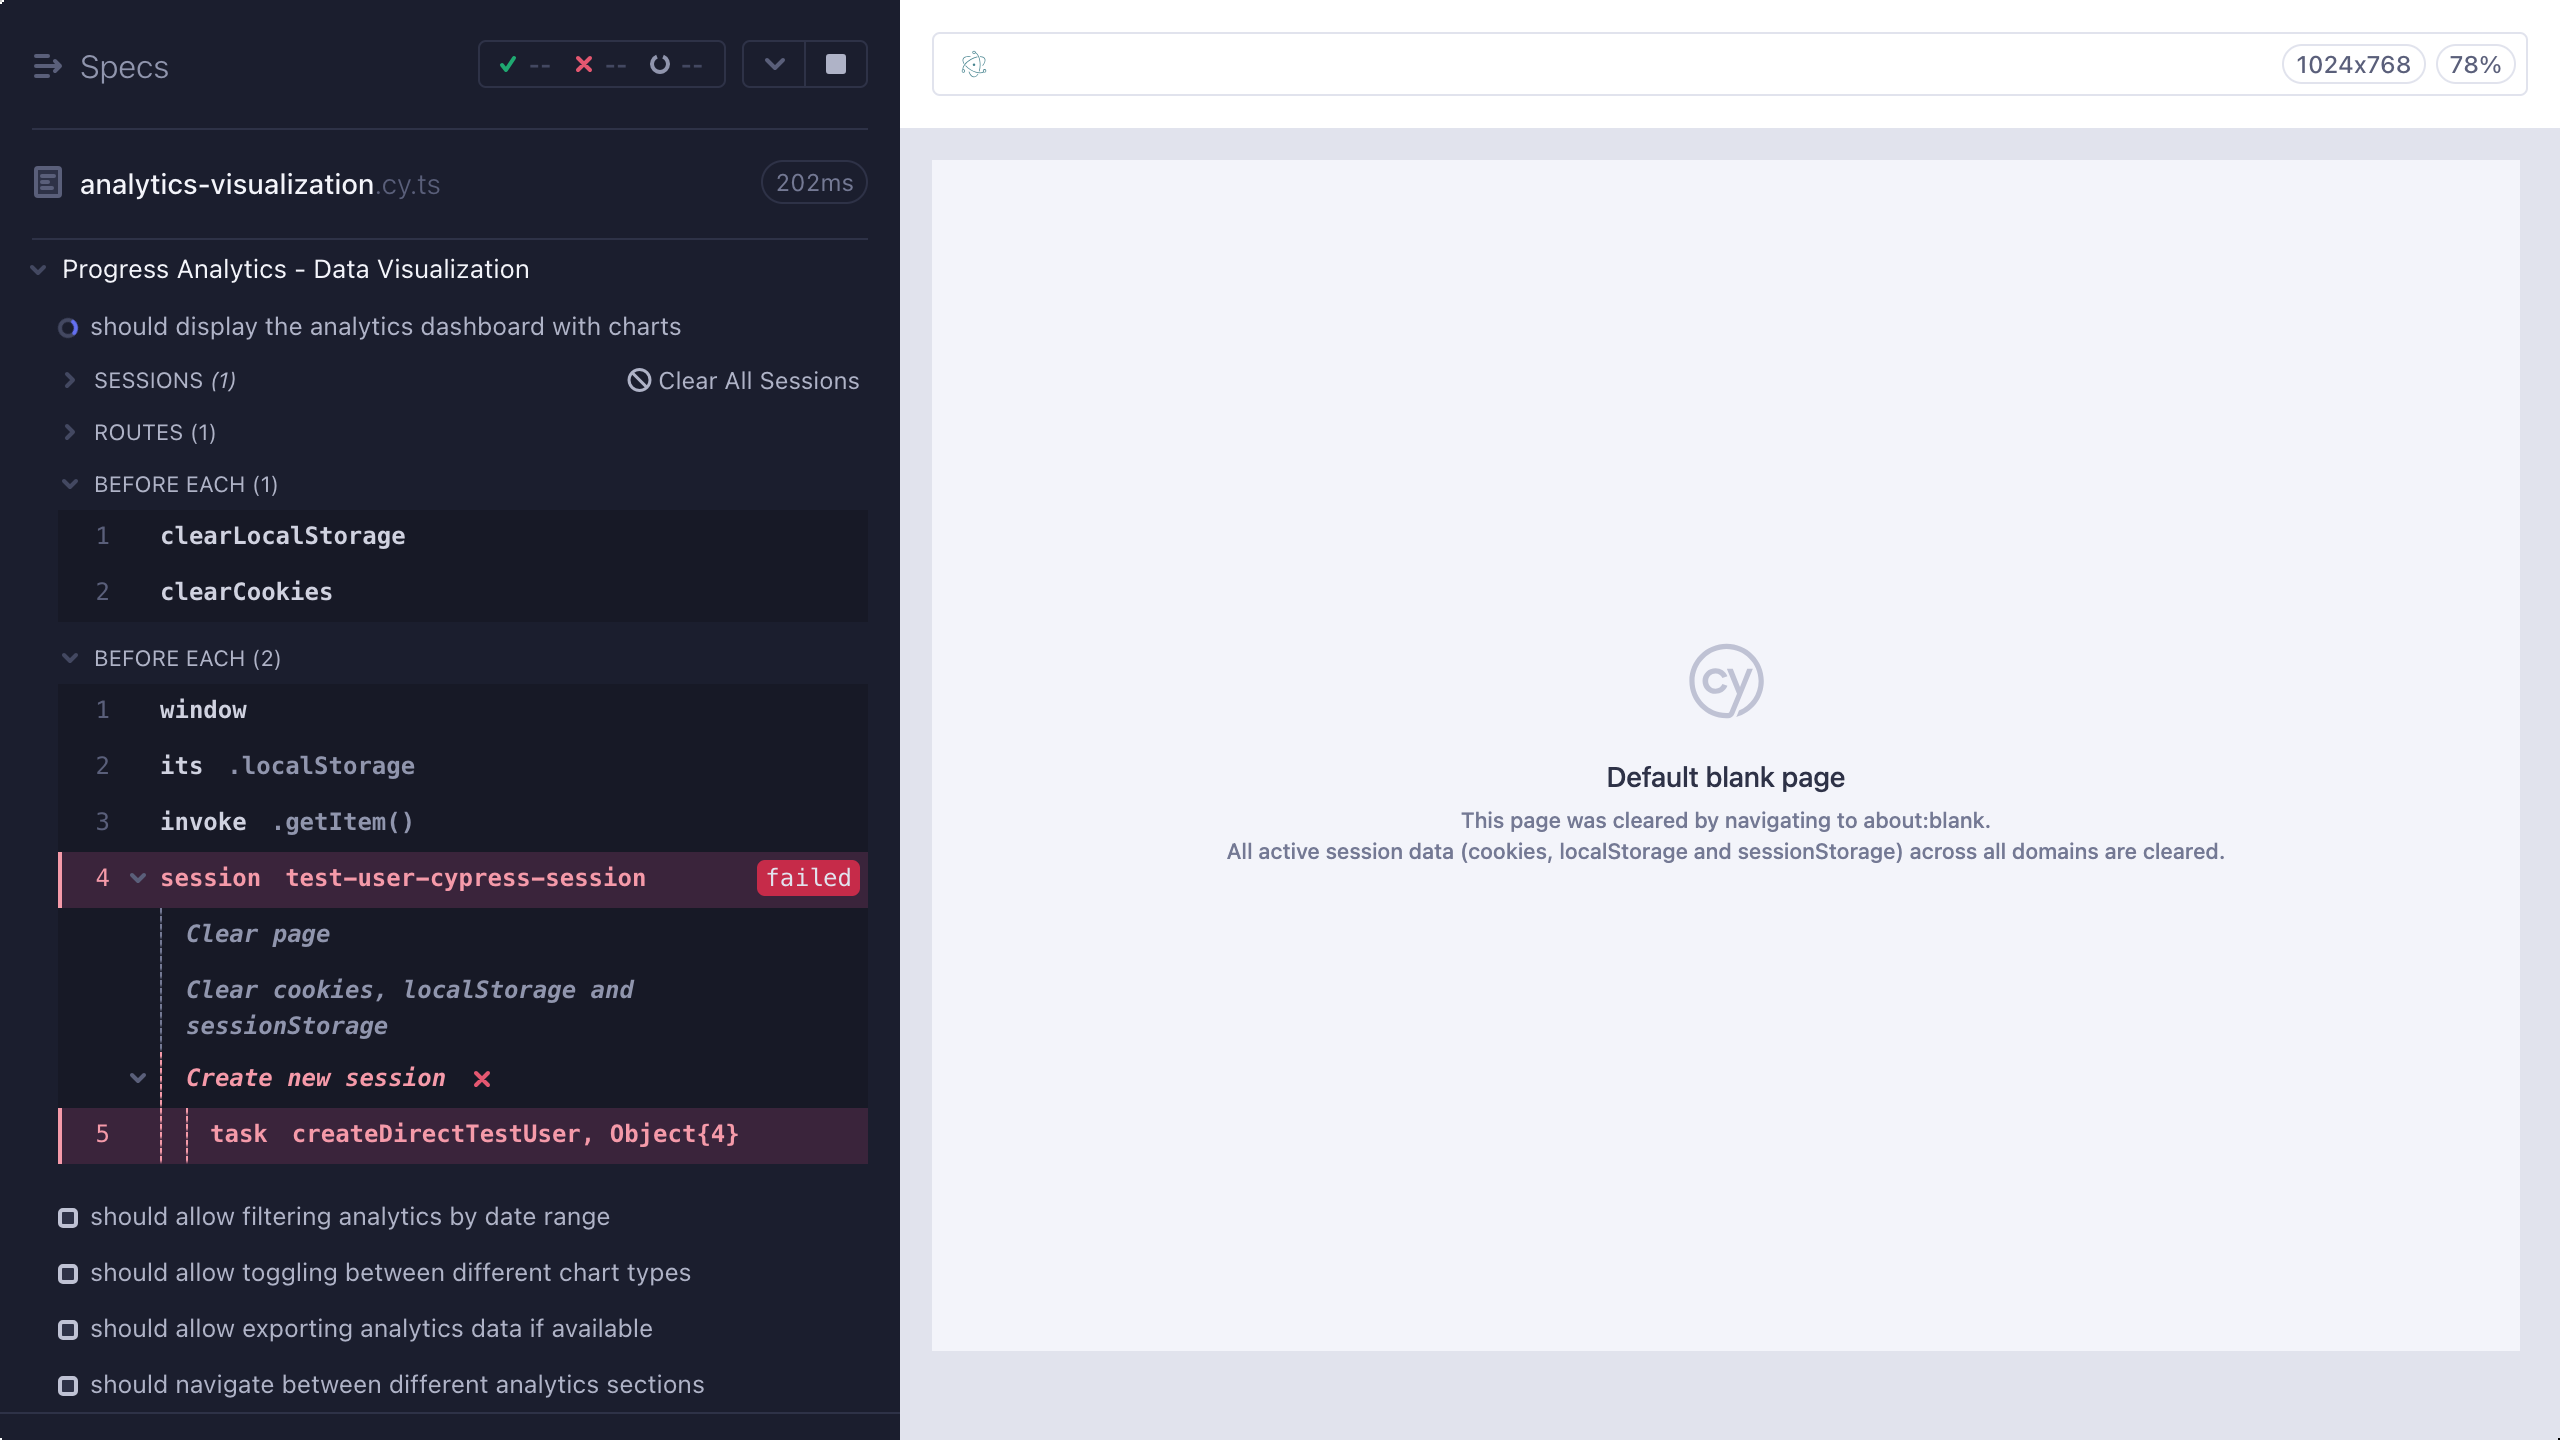 Specs
-- -- --
analytics-visualization.cy.ts
202ms
Progress Analytics - Data Visualization
should display the analytics dashboard with charts
SESSIONS (1)
Clear All Sessions
ROUTES (1)
BEFORE EACH (1)
1 clearLocalStorage
2 clearCookies
BEFORE EACH (2)
1 window
2 its .localStorage
3 invoke .getItem()
4 session test-user-cypress-session failed
Clear page
Clear cookies, localStorage and
sessionStorage
Create new session
5 task createDirectTestUser, Object{4}
should allow filtering analytics by date range
should allow toggling between different chart types
should allow exporting analytics data if available
should navigate between different analytics sections
1024x768 78%
cy
Default blank page
This page was cleared by navigating to about:blank.
All active session data (cookies, localStorage and sessionStorage) across all domains are cleared.